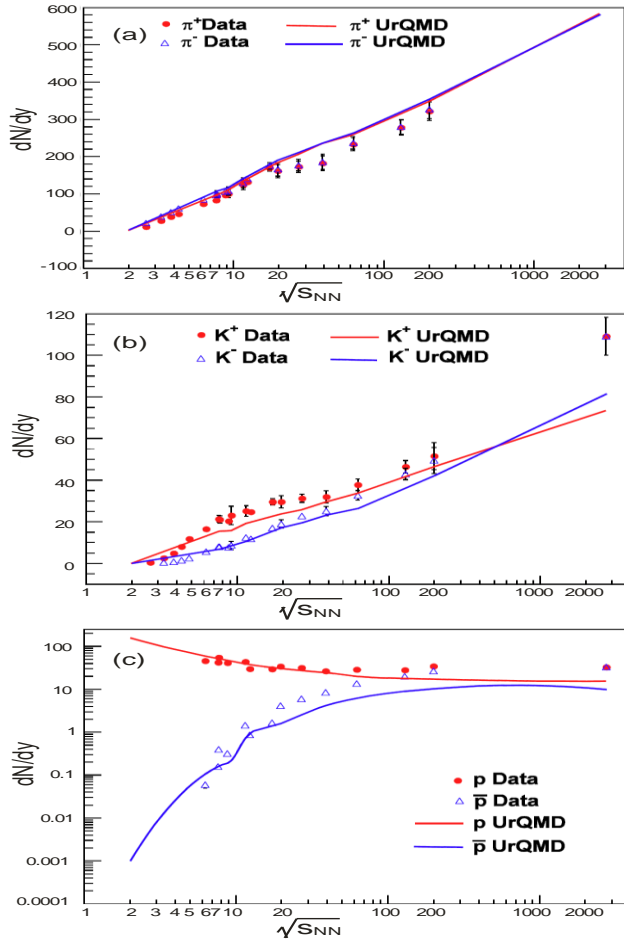 600
(a)
π+ Data
π+ UrQMD
π- Data
π- UrQMD
500
400
300
200
100
0
-100
dN/dy
1 2 3 4 5 6 7 10 20 100 200 1000 2000
√SNN
120
(b)
K+ Data
K+ UrQMD
K- Data
K- UrQMD
100
80
60
40
20
0
dN/dy
1 2 3 4 5 6 7 10 20 100 200 1000 2000
√SNN
100
(c)
10
1
0.1
0.01
0.001
0.0001
dN/dy
p Data
p̅ Data
p UrQMD
p̅ UrQMD
1 2 3 4 5 6 7 10 20 100 200 1000 2000
√SNN